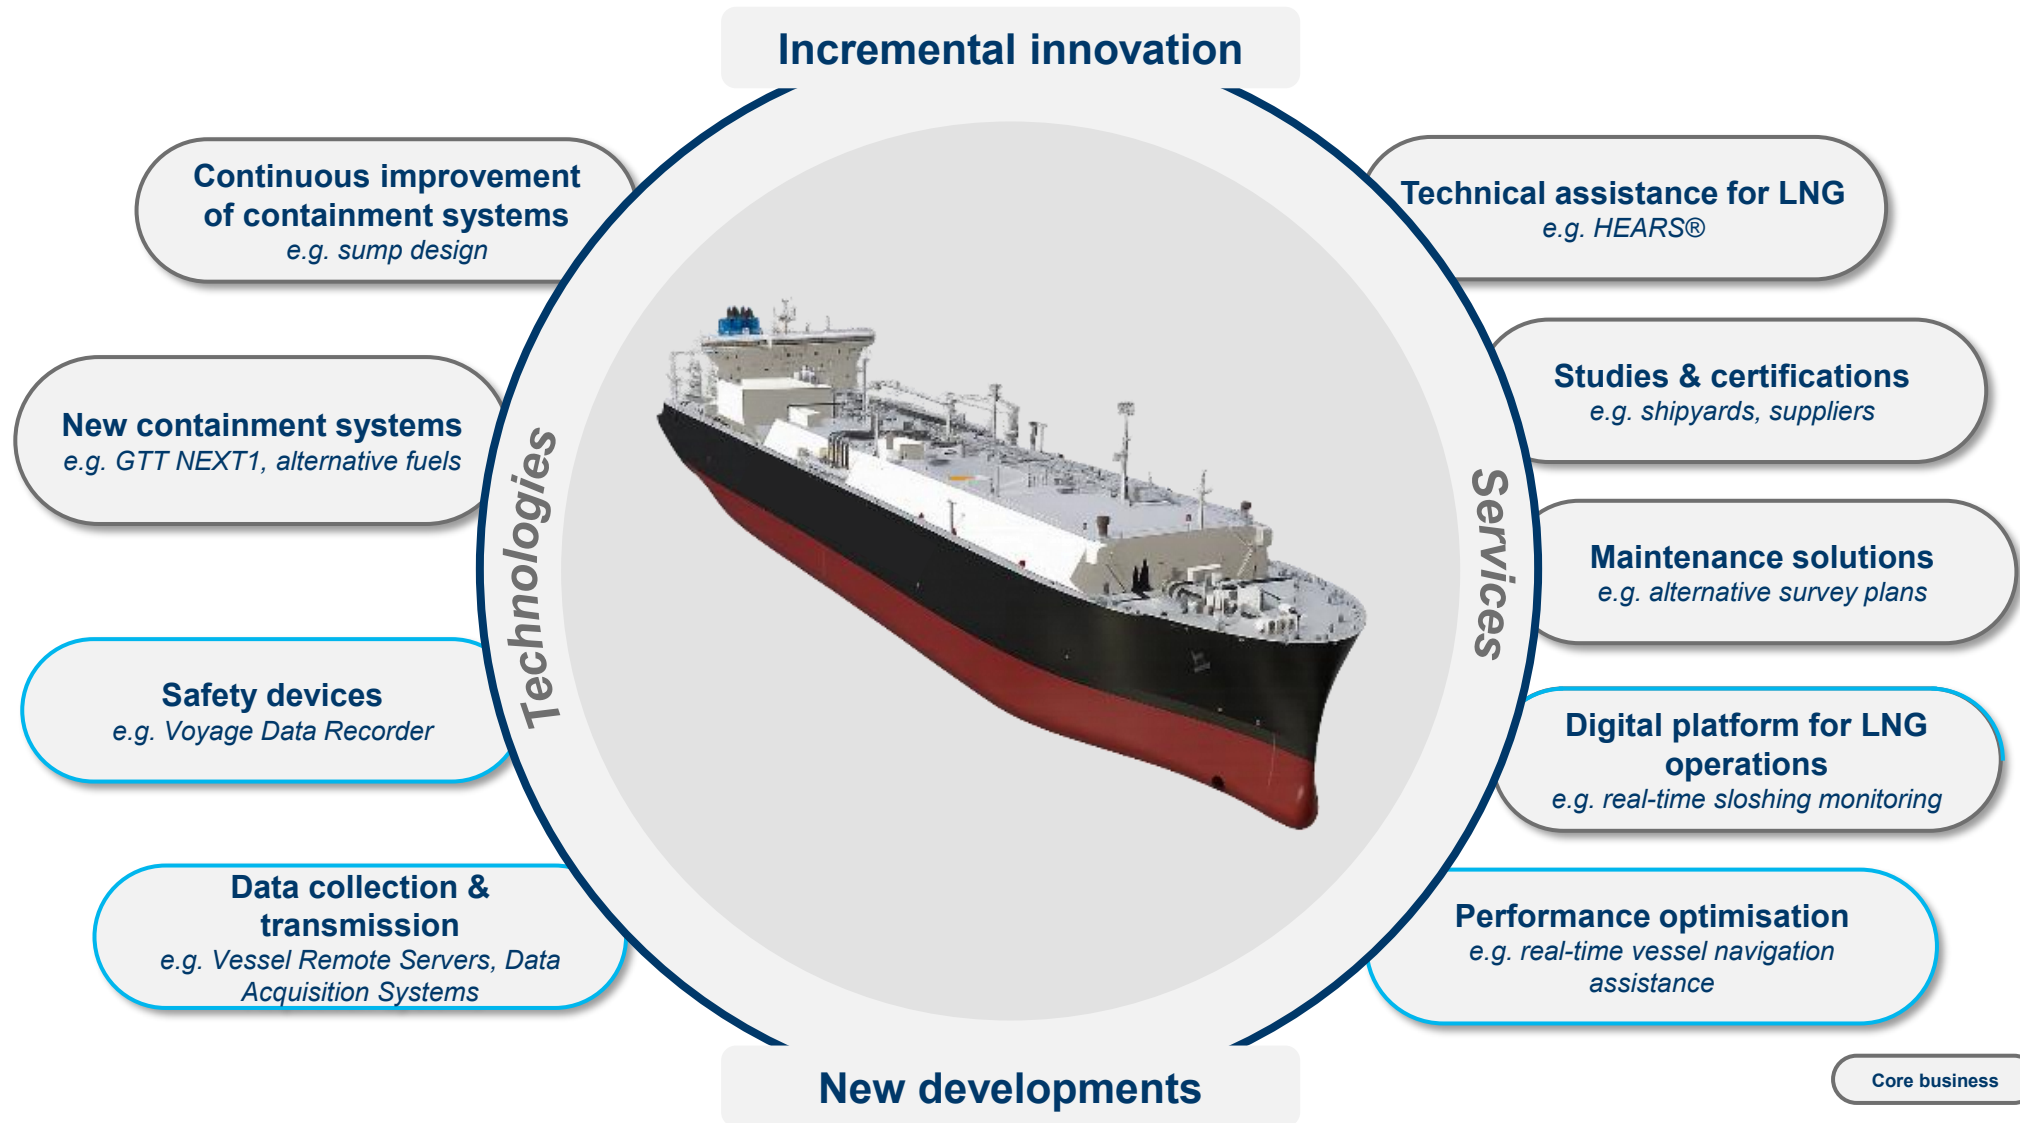 Incremental innovation
Continuous improvement
of containment systems
e.g. sump design
New containment systems
e.g. GTT NEXT1, alternative fuels
Safety devices
e.g. Voyage Data Recorder
Data collection &
transmission
e.g. Vessel Remote Servers, Data
Acquisition Systems
Technologies
Services
Technical assistance for LNG
e.g. HEARS®
Studies & certifications
e.g. shipyards, suppliers
Maintenance solutions
e.g. alternative survey plans
Digital platform for LNG
operations
e.g. real-time sloshing monitoring
Performance optimisation
e.g. real-time vessel navigation
assistance
New developments
Core business